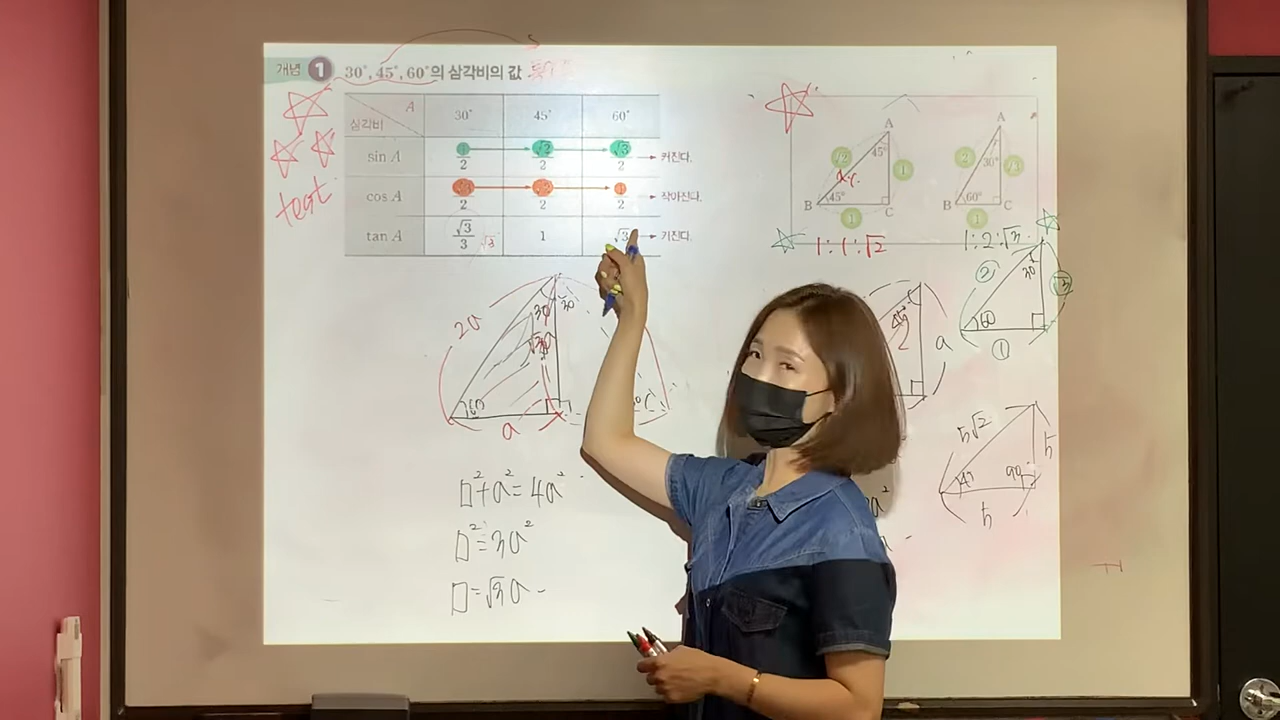 개념 1 30°, 45°, 60°의 삼각비의 값
A
삼각비
30° 45° 60°
sin A 1/2 √2/2 √3/2 커진다.
cos A √3/2 √2/2 1/2 작아진다.
tan A √3/3 1 √3 커진다.
test
√3
A
45°
√2
1
B
45°
C
1
1:1:√2
A
30°
2
√3
B
60°
C
1
1:2:√3
30
2
√3
60
1
2a
30
30
60
a
□²+a²=4a²
□²=3a²
□=√3a
45°
a
5√2
5
90
5